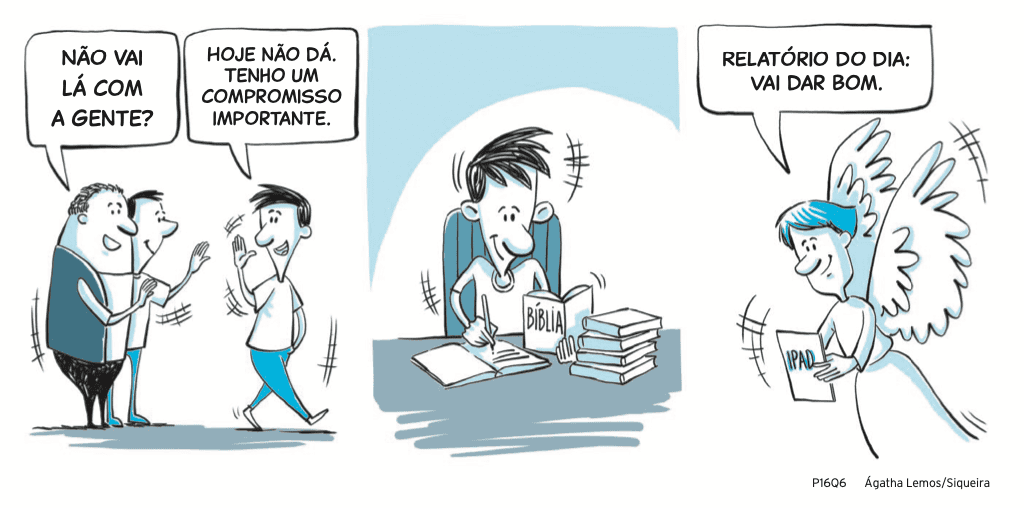 NÃO VAI
LÁ COM
A GENTE?
HOJE NÃO DÁ.
TENHO UM
COMPROMISSO
IMPORTANTE.
BÍBLIA
RELATÓRIO DO DIA:
VAI DAR BOM.
IPAD
P16Q6 Ágatha Lemos/Siqueira